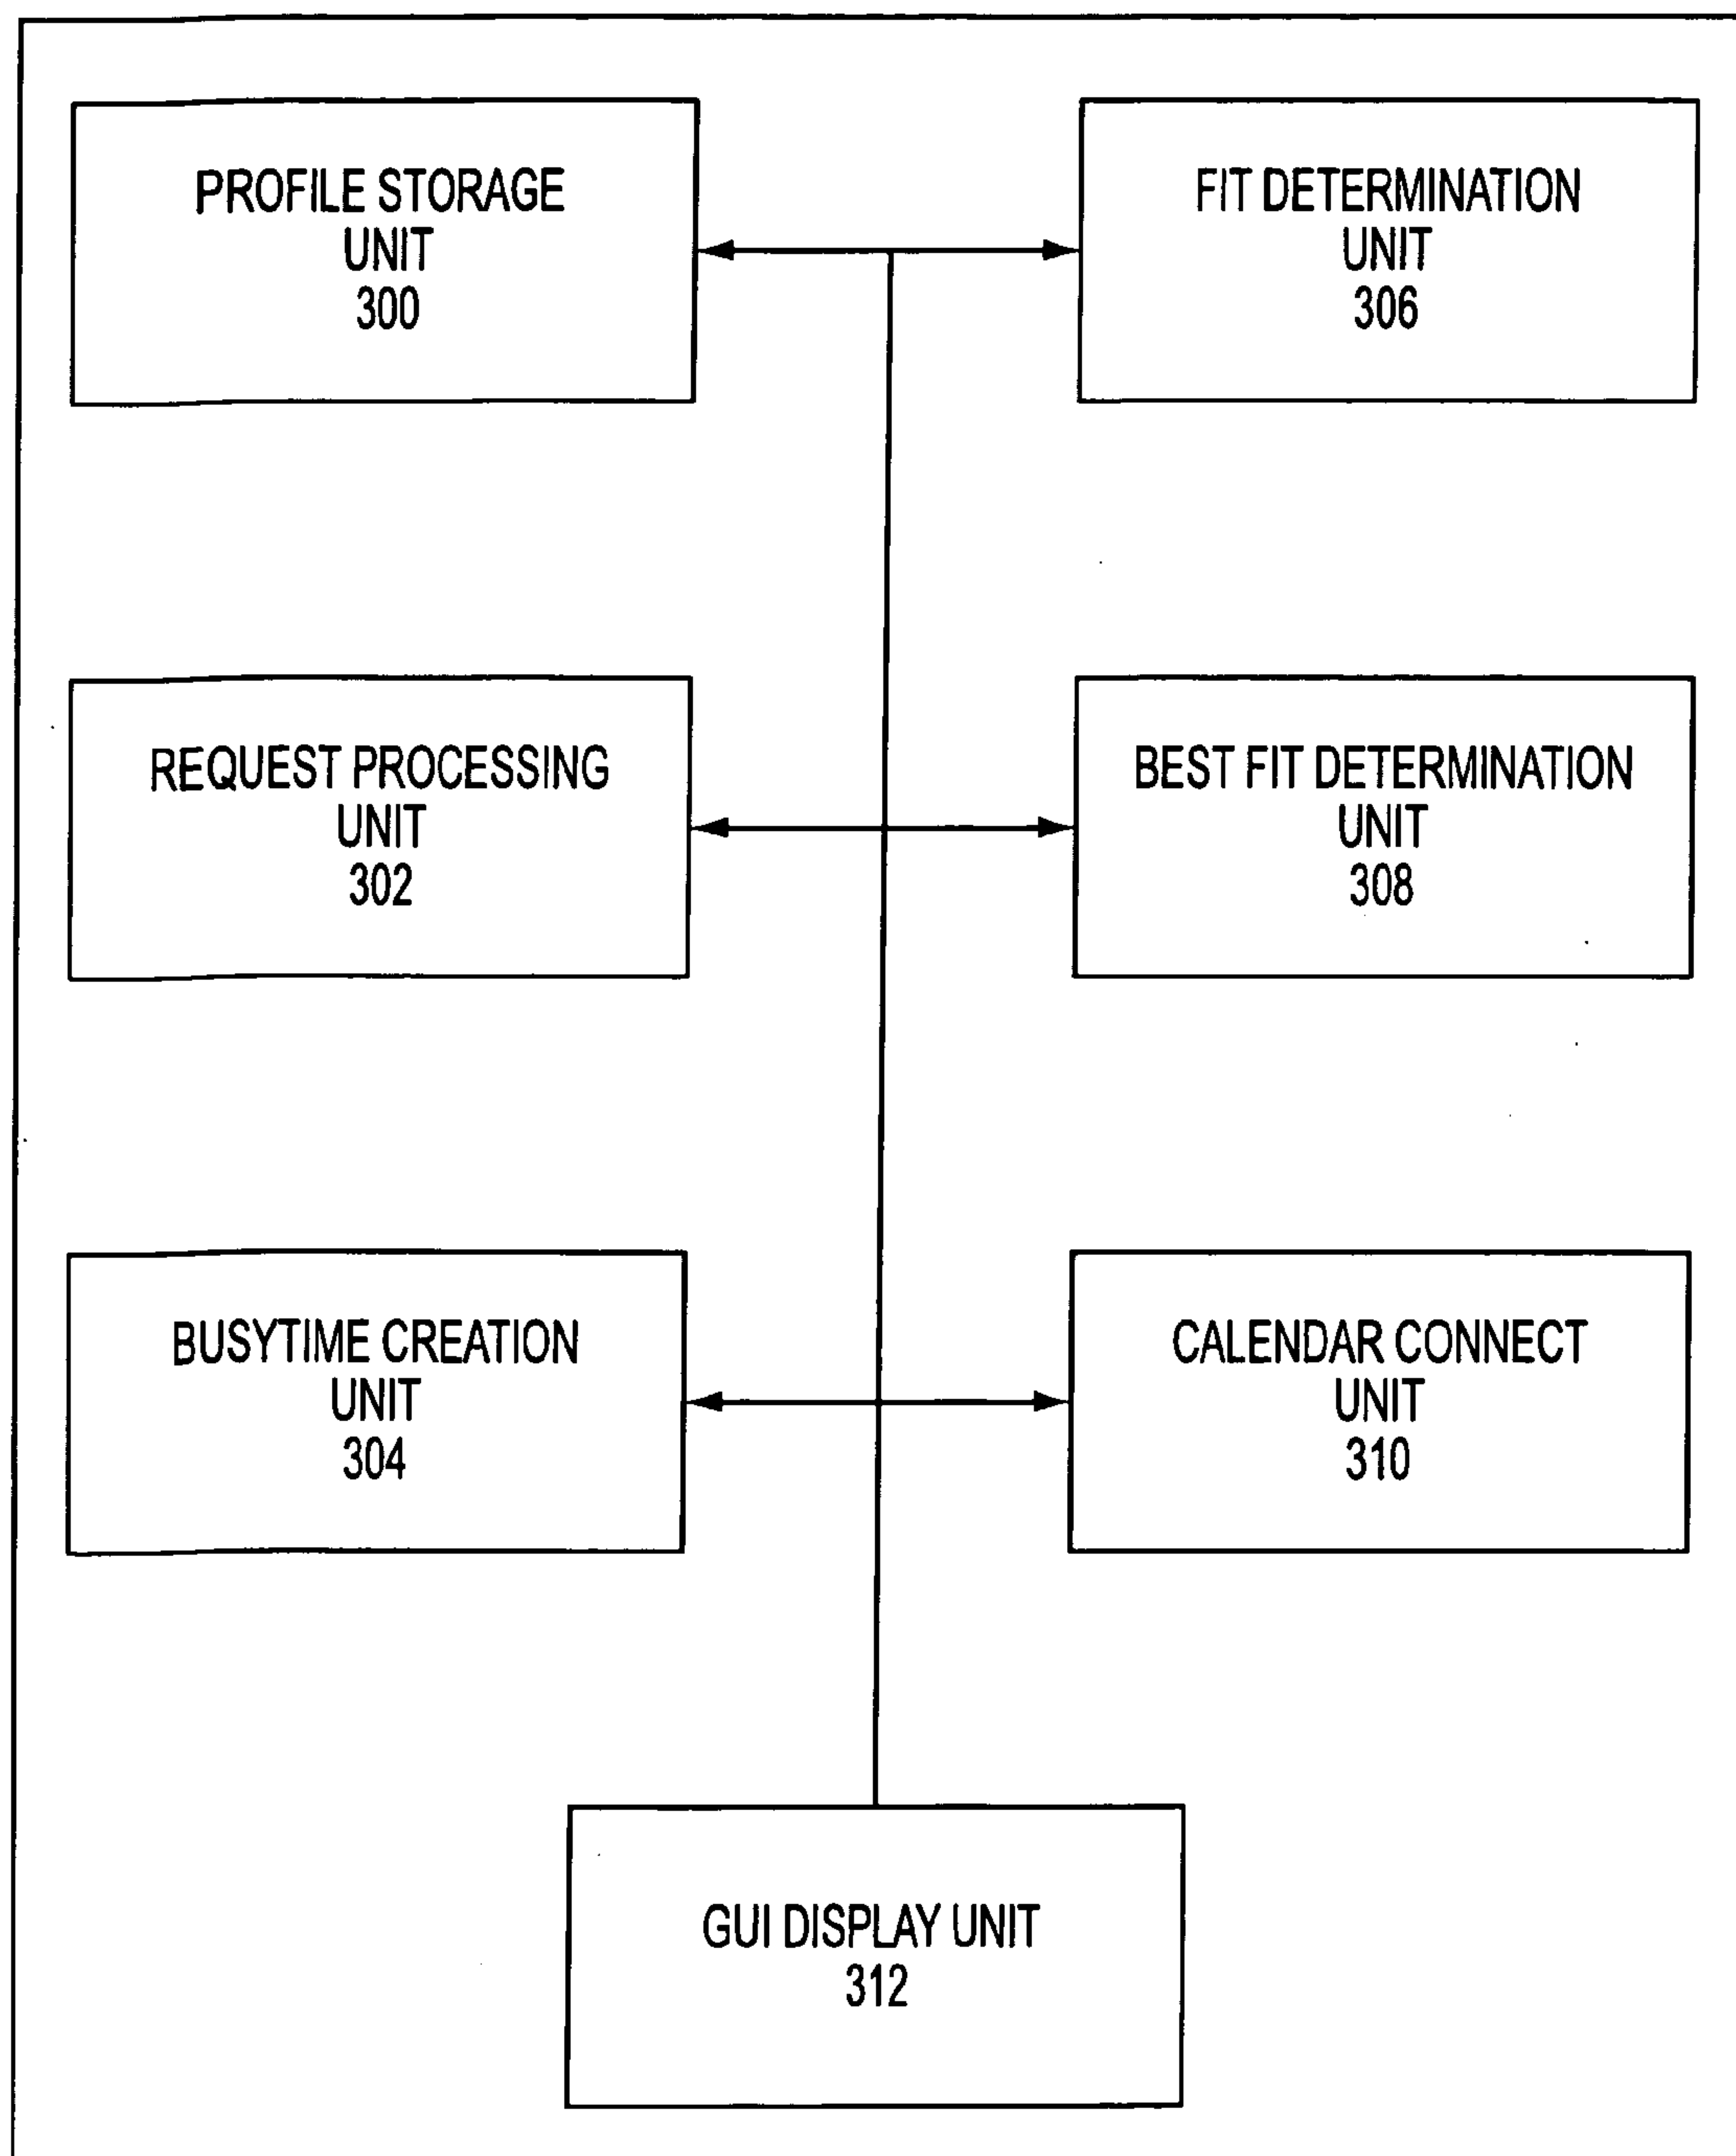 PROFILE STORAGE
UNIT
300
FIT DETERMINATION
UNIT
306
REQUEST PROCESSING
UNIT
302
BEST FIT DETERMINATION
UNIT
308
BUSYTIME CREATION
UNIT
304
CALENDAR CONNECT
UNIT
310
GUI DISPLAY UNIT
312